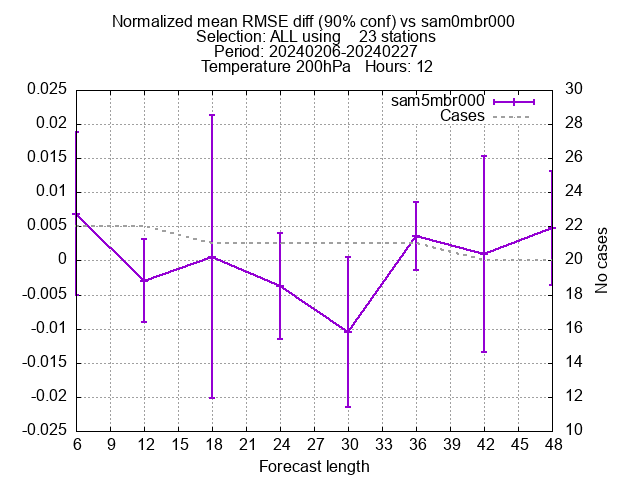 Normalized mean RMSE diff (90% conf) vs sam0mbr000
Selection: ALL using    23 stations
Period: 20240206-20240227
Temperature 200hPa   Hours: 12
sam5mbr000
Cases
0.025
0.02
0.015
0.01
0.005
0
-0.005
-0.01
-0.015
-0.02
-0.025
30
28
26
24
22
20
18
16
14
12
10
No cases
6 9 12 15 18 21 24 27 30 33 36 39 42 45 48
Forecast length